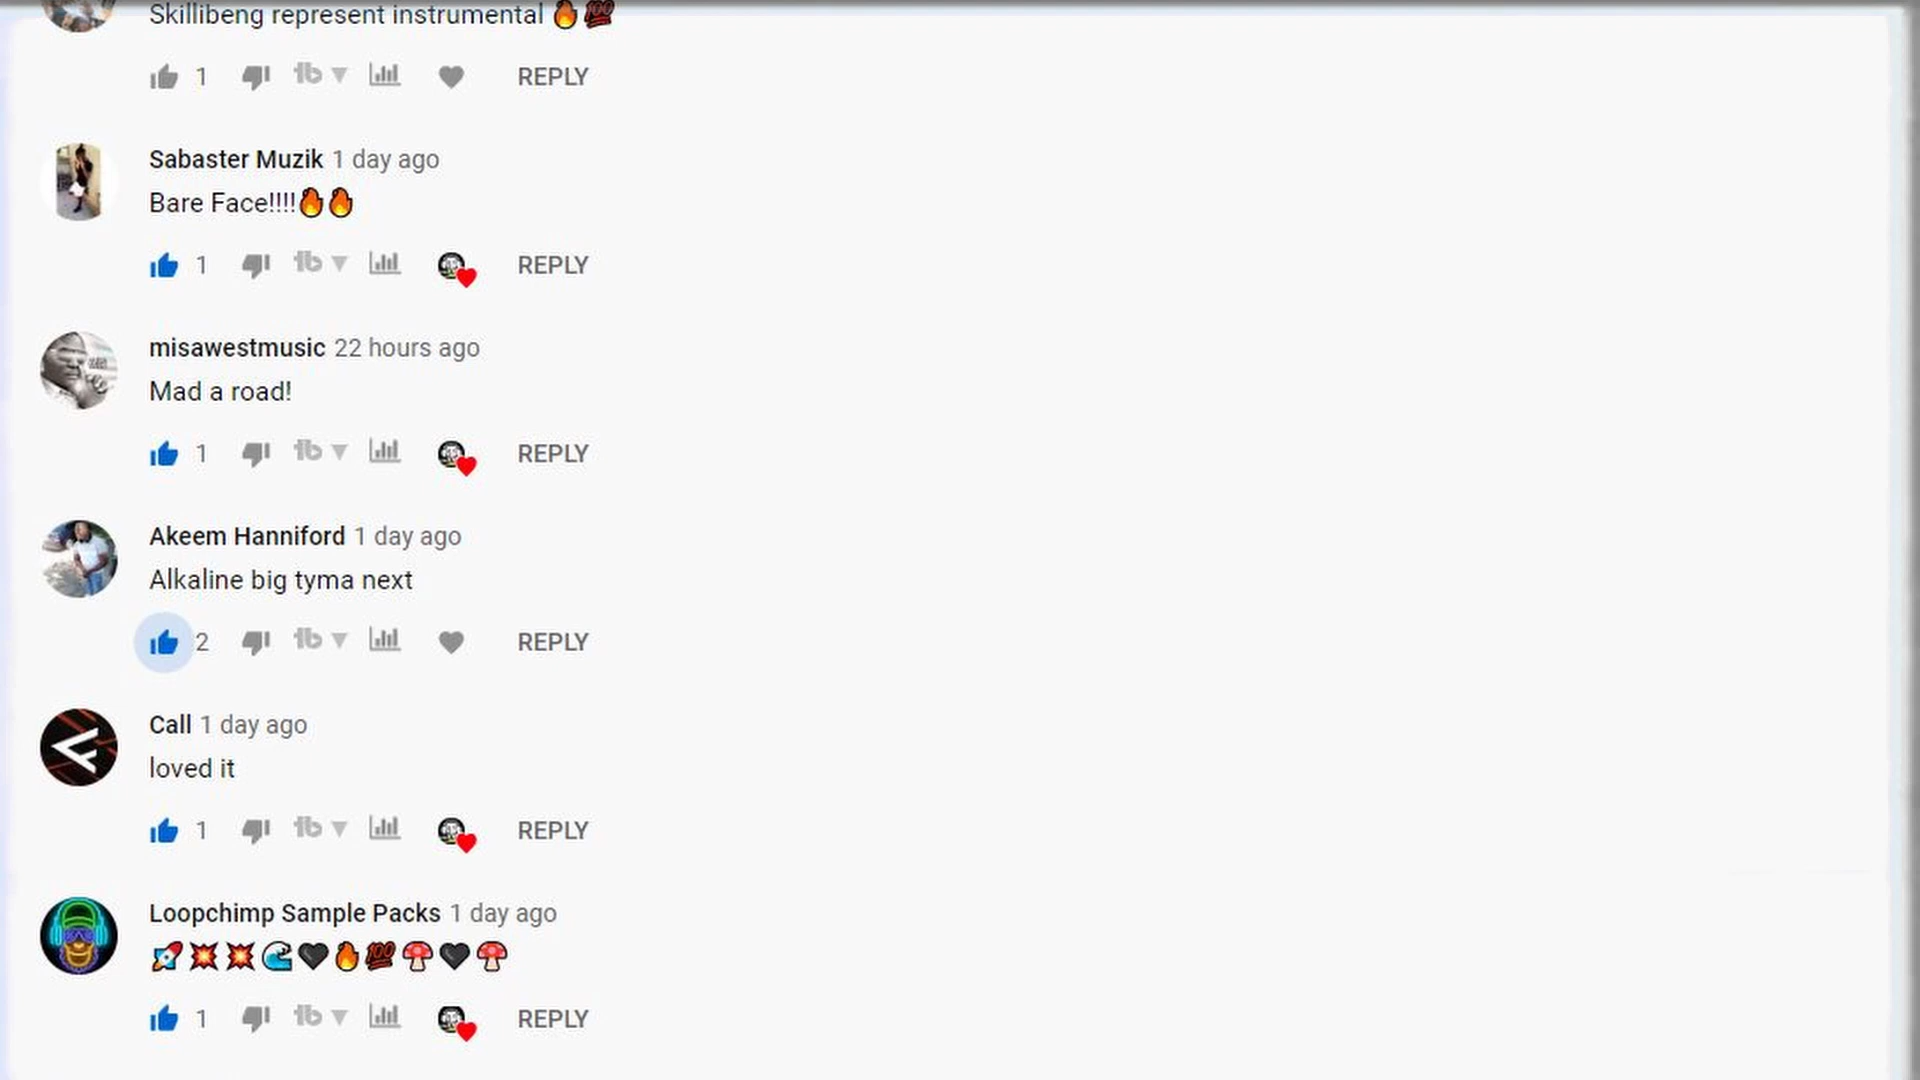 Skillibeng represent instrumental 🔥💯
1 REPLY
Sabaster Muzik 1 day ago
Bare Face!!!!🔥🔥
1 REPLY
misawestmusic 22 hours ago
Mad a road!
1 REPLY
Akeem Hanniford 1 day ago
Alkaline big tyma next
2 REPLY
Call 1 day ago
loved it
1 REPLY
Loopchimp Sample Packs 1 day ago
🚀💥💥🌊🖤🔥💯🍄🖤🍄
1 REPLY